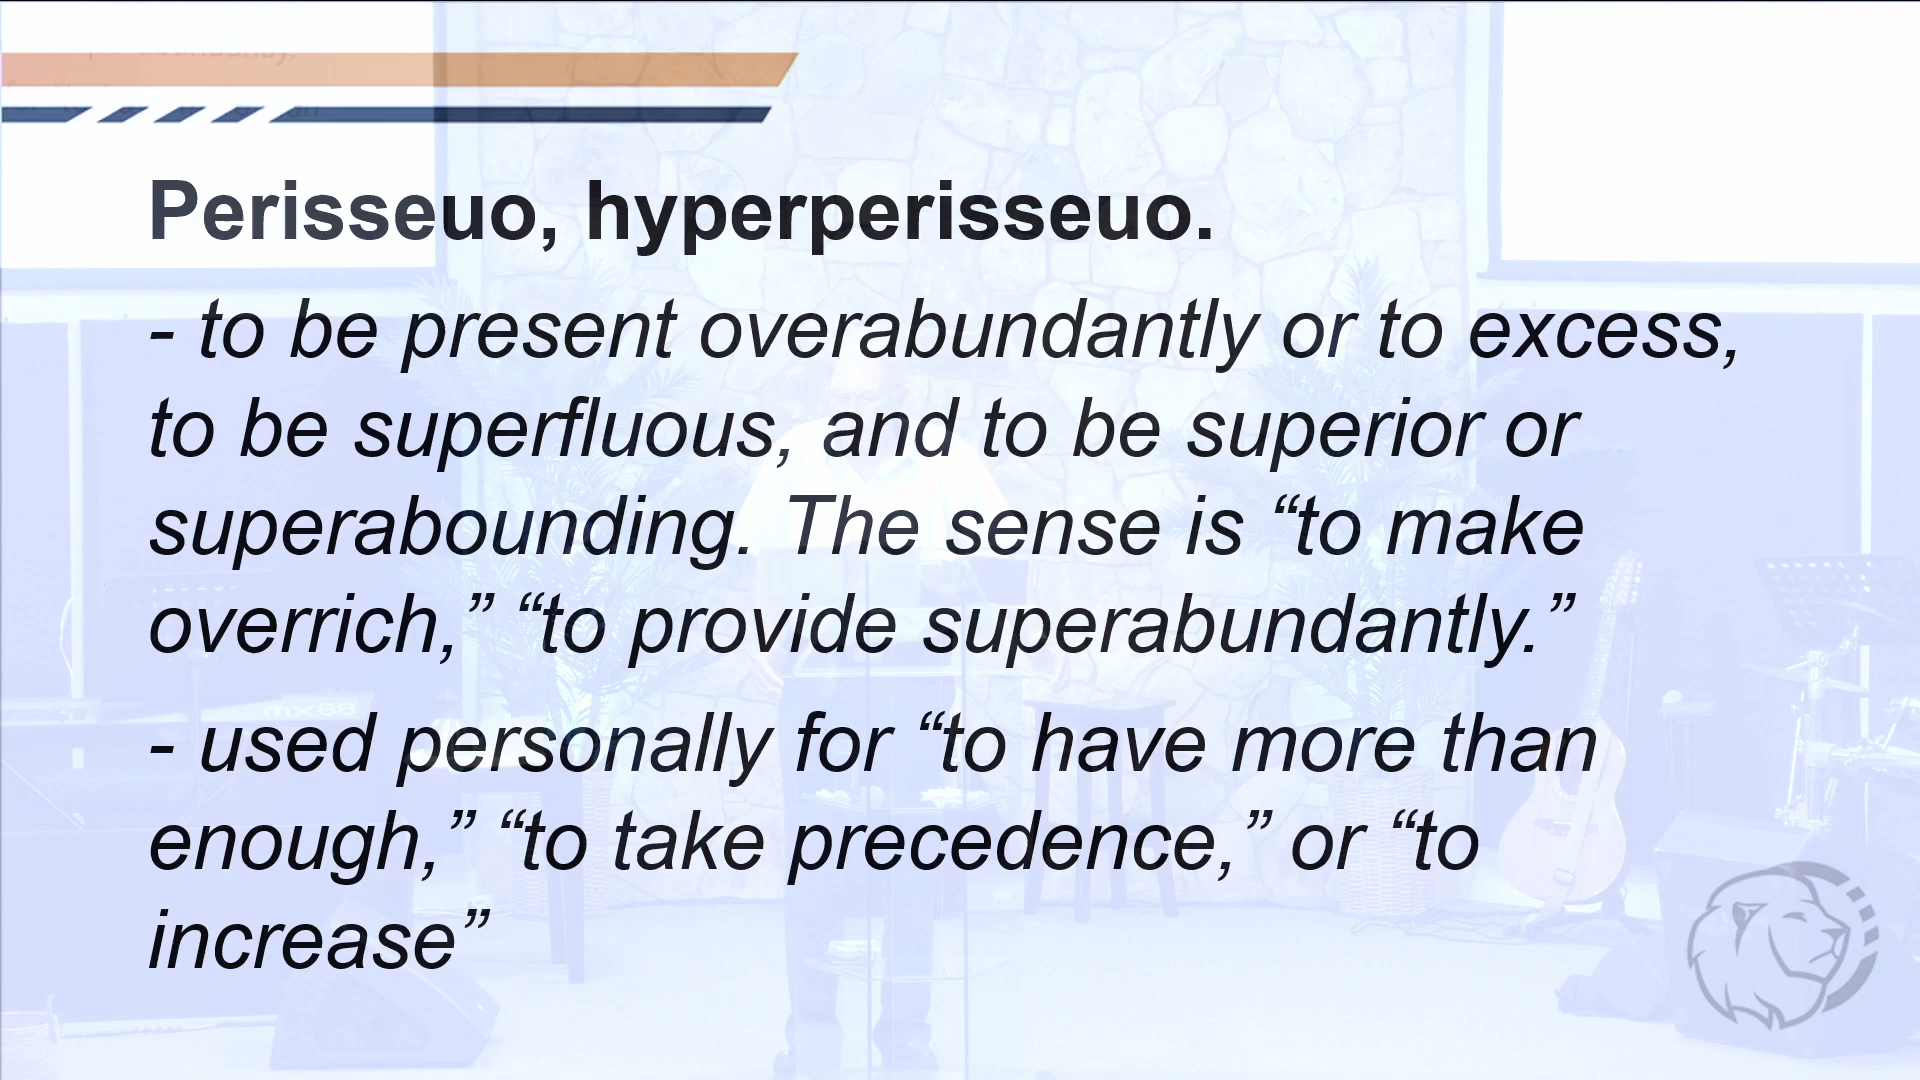 Perisseuo, hyperperisseuo.
- to be present overabundantly or to excess,
to be superfluous, and to be superior or
superabounding. The sense is “to make
overrich,” “to provide superabundantly.”
- used personally for “to have more than
enough,” “to take precedence,” or “to
increase”
mx88